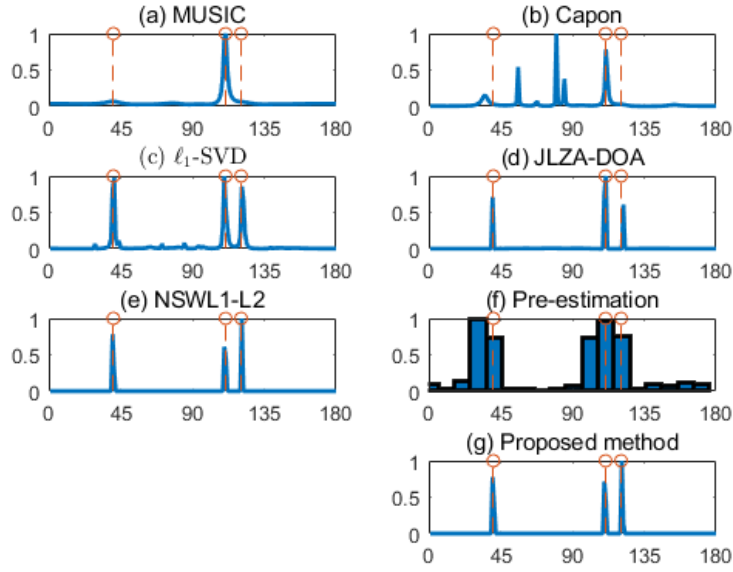 (a) MUSIC
1
0.5
0
0 45 90 135 180
(b) Capon
1
0.5
0
0 45 90 135 180
(c) ℓ₁-SVD
1
0.5
0
0 45 90 135 180
(d) JLZA-DOA
1
0.5
0
0 45 90 135 180
(e) NSWL1-L2
1
0.5
0
0 45 90 135 180
(f) Pre-estimation
1
0.5
0
0 45 90 135 180
(g) Proposed method
1
0.5
0
0 45 90 135 180